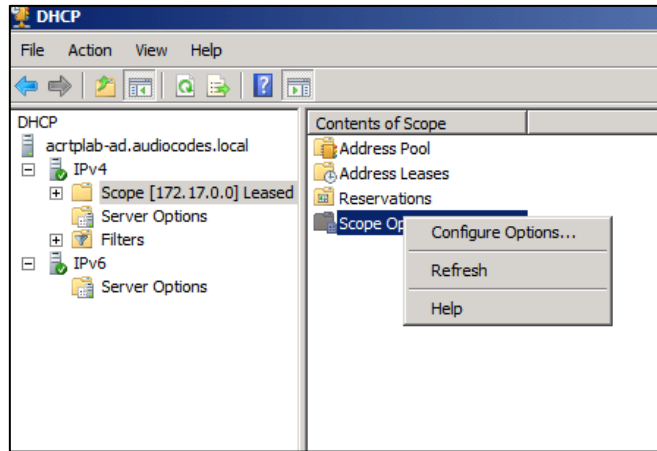 DHCP
File Action View Help
DHCP
acrtplab-ad.audiocodes.local
IPv4
Scope [172.17.0.0] Leased
Server Options
Filters
IPv6
Server Options
Contents of Scope
Address Pool
Address Leases
Reservations
Scope Op
Configure Options...
Refresh
Help